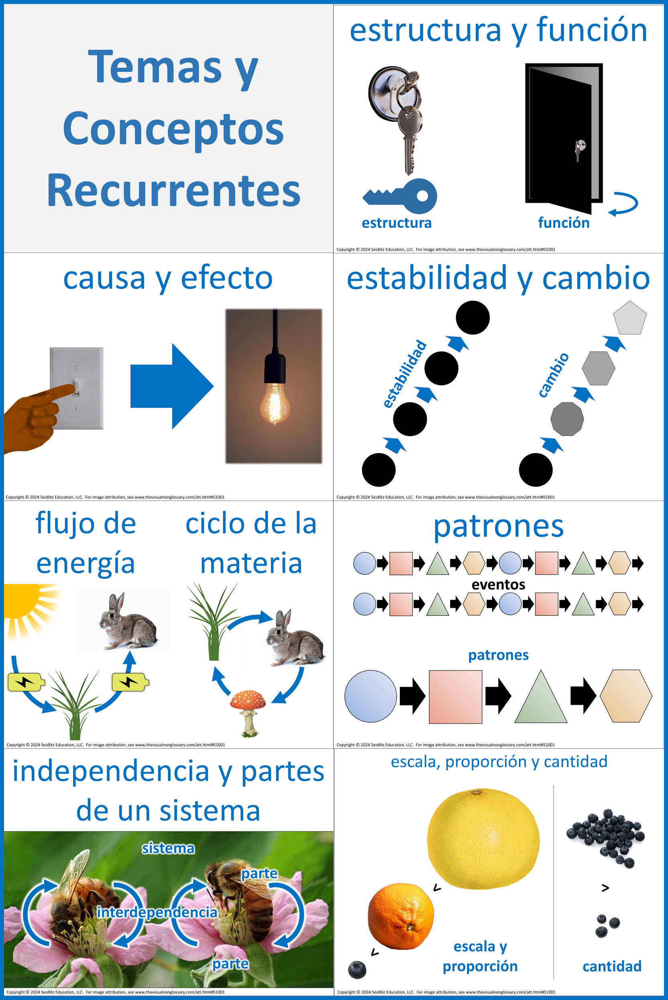 Temas y
Conceptos
Recurrentes
estructura y función
estructura
función
Copyright © 2024 Seidlitz Education, LLC.  For image attribution, see www.thevisualnonglossary.com/att.html#S1001
causa y efecto
Copyright © 2024 Seidlitz Education, LLC.  For image attribution, see www.thevisualnonglossary.com/att.html#S1001
estabilidad y cambio
estabilidad
cambio
Copyright © 2024 Seidlitz Education, LLC.  For image attribution, see www.thevisualnonglossary.com/att.html#S1001
flujo de
energía
ciclo de la
materia
Copyright © 2024 Seidlitz Education, LLC.  For image attribution, see www.thevisualnonglossary.com/att.html#S1001
patrones
eventos
patrones
Copyright © 2024 Seidlitz Education, LLC.  For image attribution, see www.thevisualnonglossary.com/att.html#S1001
independencia y partes
de un sistema
sistema
parte
interdependencia
parte
Copyright © 2024 Seidlitz Education, LLC.  For image attribution, see www.thevisualnonglossary.com/att.html#S1001
escala, proporción y cantidad
<
>
<
escala y
proporción
cantidad
Copyright © 2024 Seidlitz Education, LLC.  For image attribution, see www.thevisualnonglossary.com/att.html#S1001